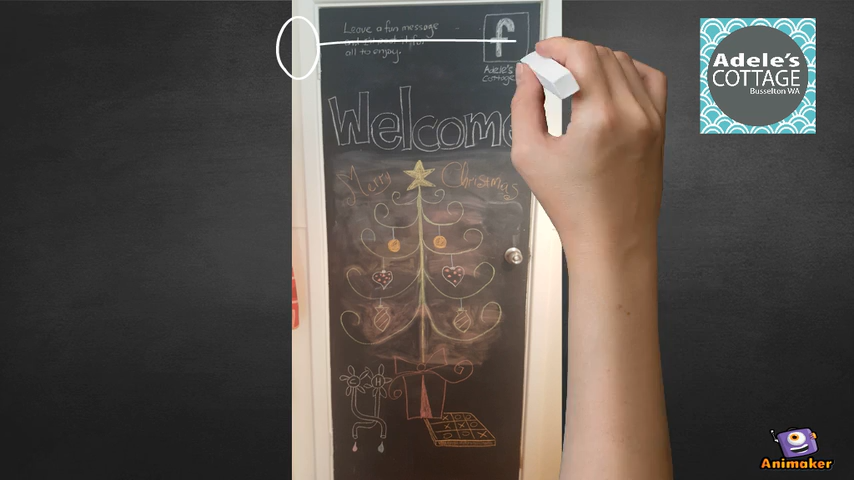 Leave a fun message
all to enjoy.
f
Adele's
Cottage
Welcome
Merry Christmas
Adele's
COTTAGE
Busselton WA
Animaker